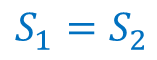 S₁ = S₂